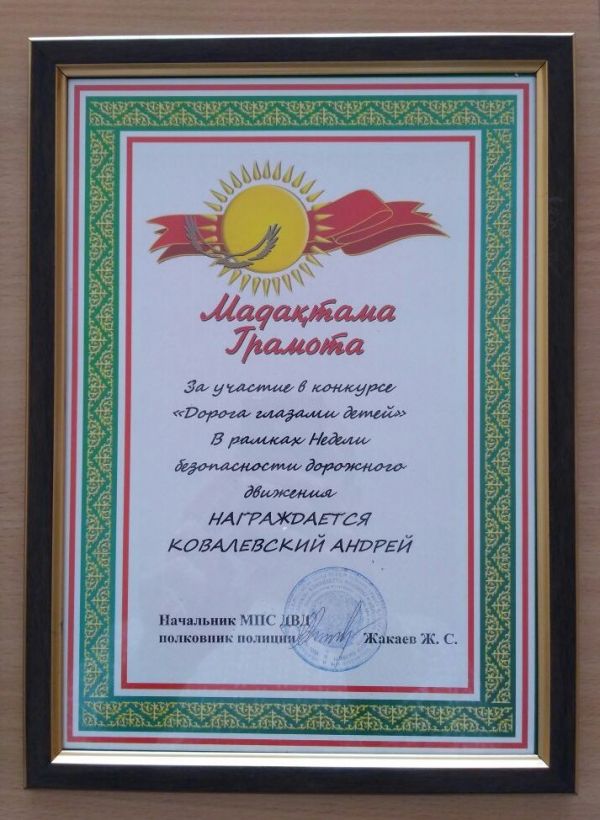 Мадақтама
Грамота
За участие в конкурсе
«Дорога глазами детей»
В рамках Недели
безопасности дорожного
движения
НАГРАЖДАЕТСЯ
КОВАЛЕВСКИЙ АНДРЕЙ
Начальник МПС ДВД
полковник полиции Жакаев Ж. С.